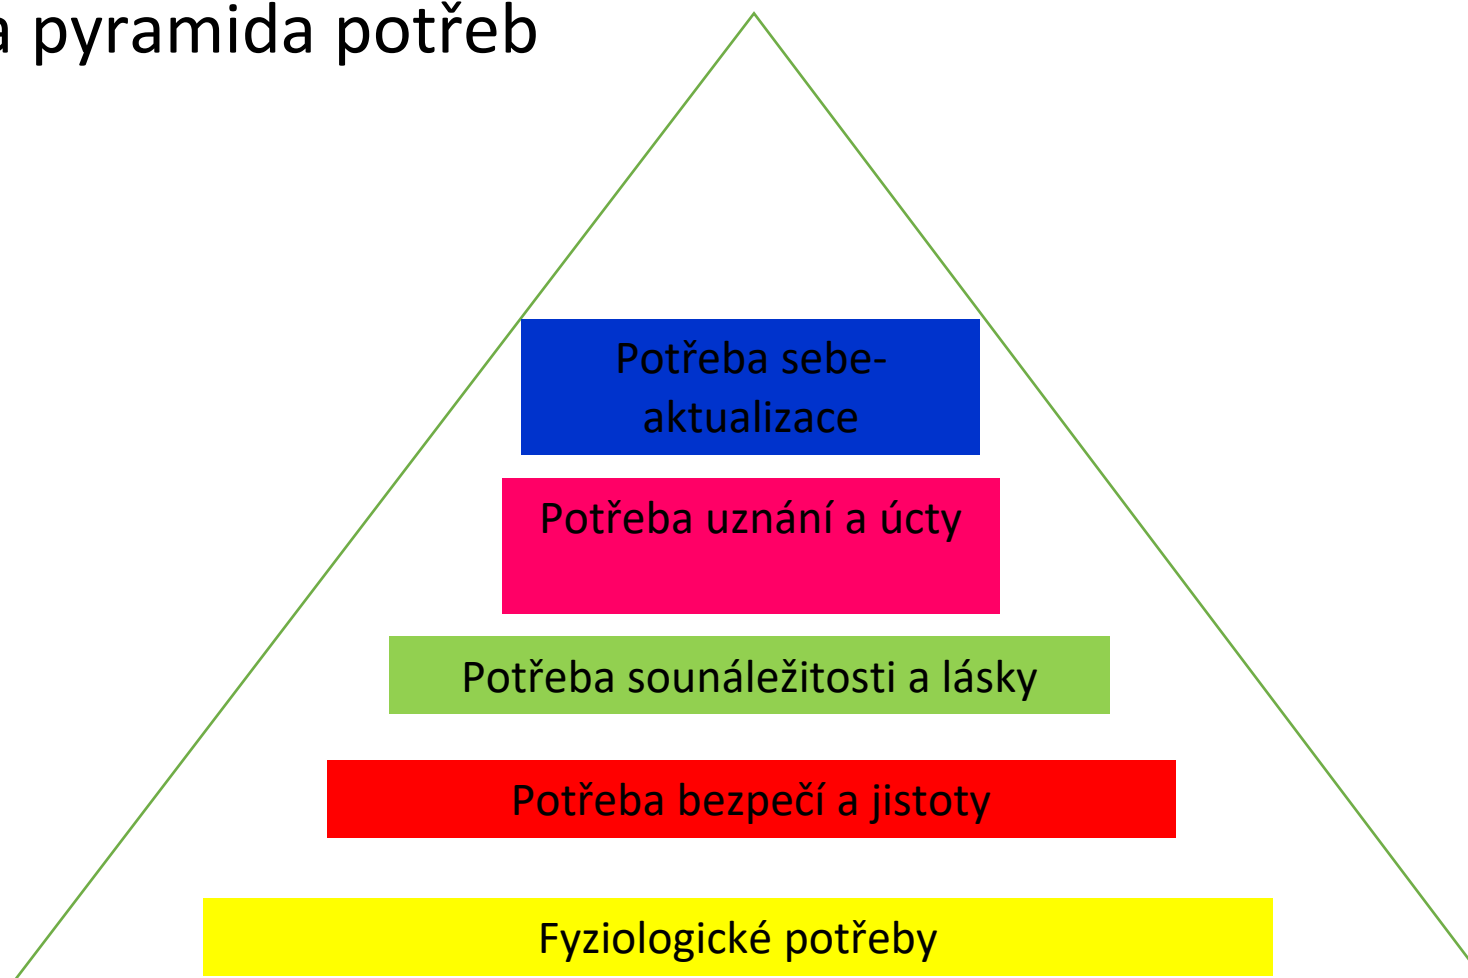 a pyramida potřeb
Potřeba sebe-
aktualizace
Potřeba uznání a úcty
Potřeba sounáležitosti a lásky
Potřeba bezpečí a jistoty
Fyziologické potřeby